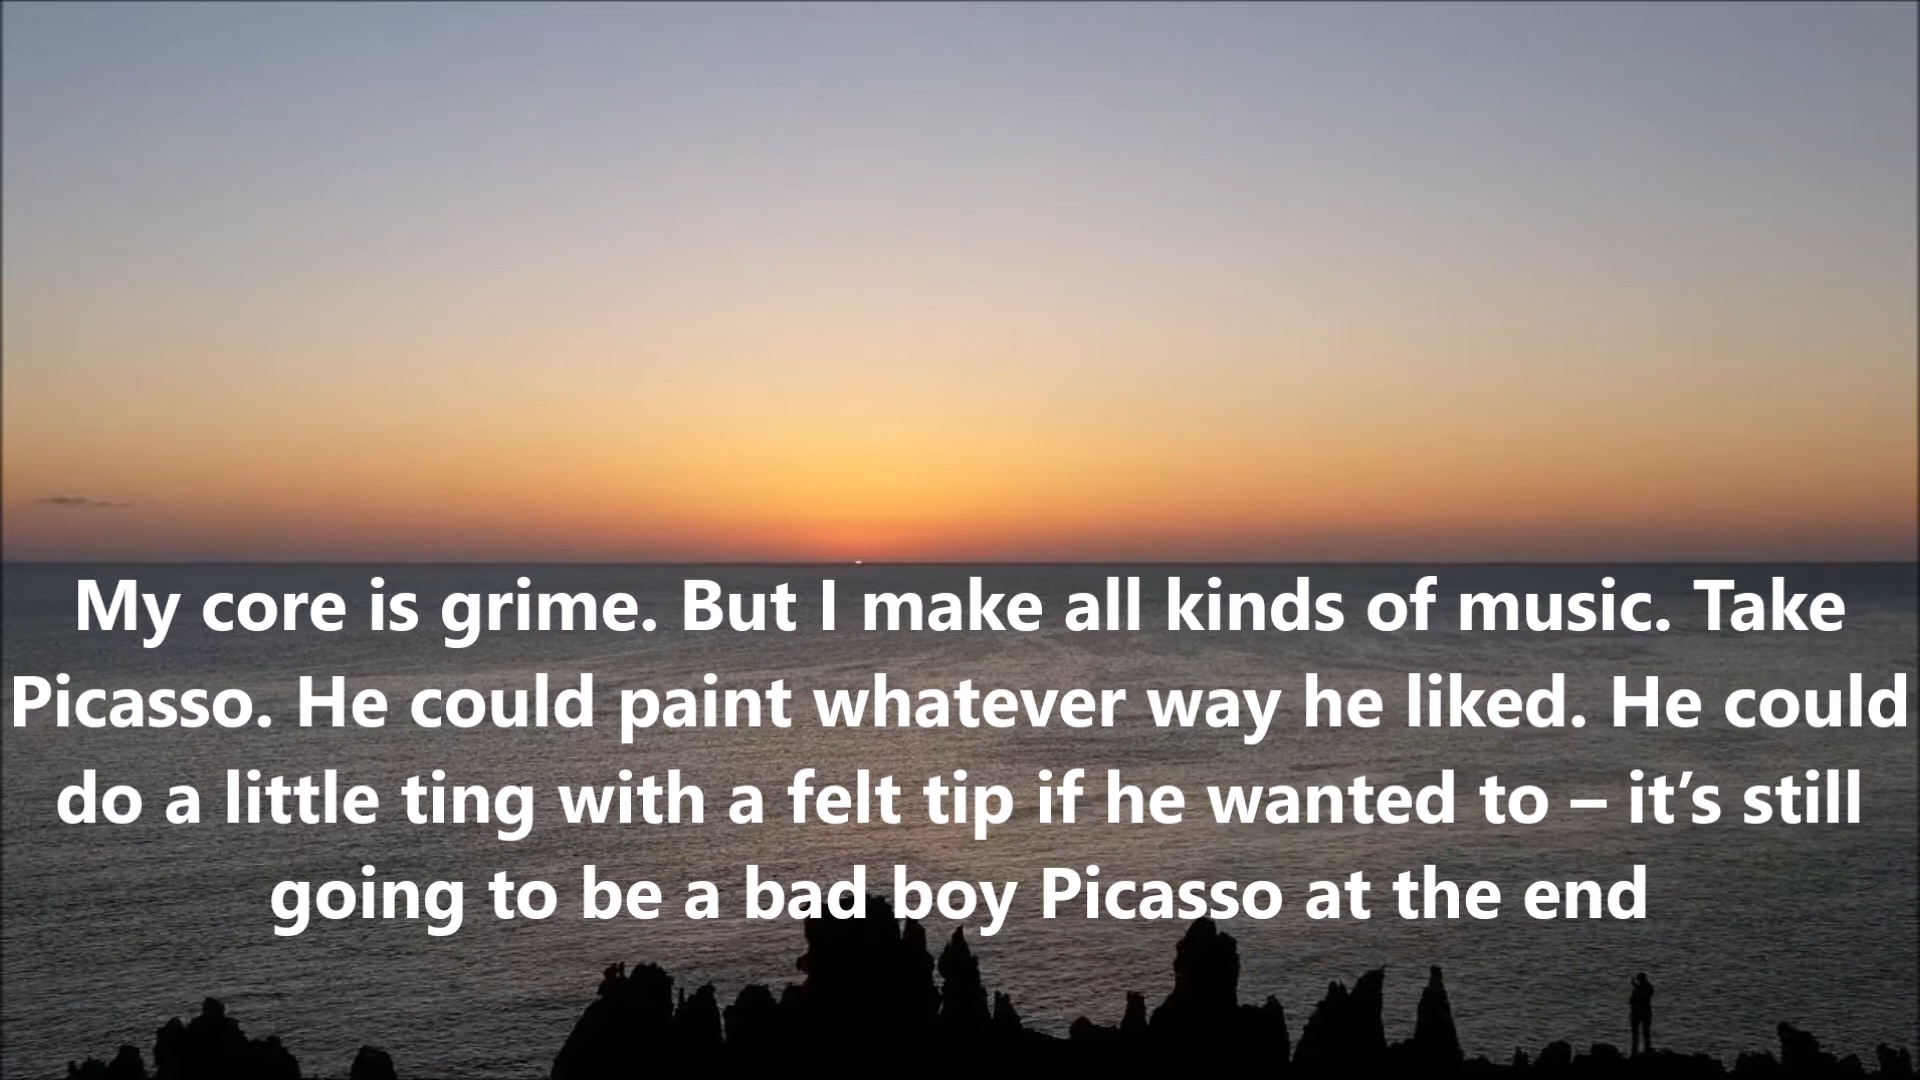 My core is grime. But I make all kinds of music. Take
Picasso. He could paint whatever way he liked. He could
do a little ting with a felt tip if he wanted to – it’s still
going to be a bad boy Picasso at the end